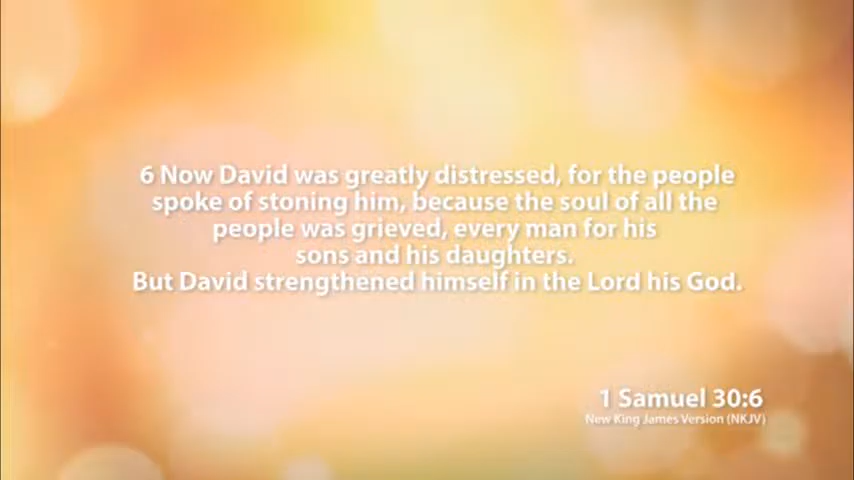 6 Now David was greatly distressed, for the people
spoke of stoning him, because the soul of all the
people was grieved, every man for his
sons and his daughters.
But David strengthened himself in the Lord his God.
1 Samuel 30:6
New King James Version (NKJV)